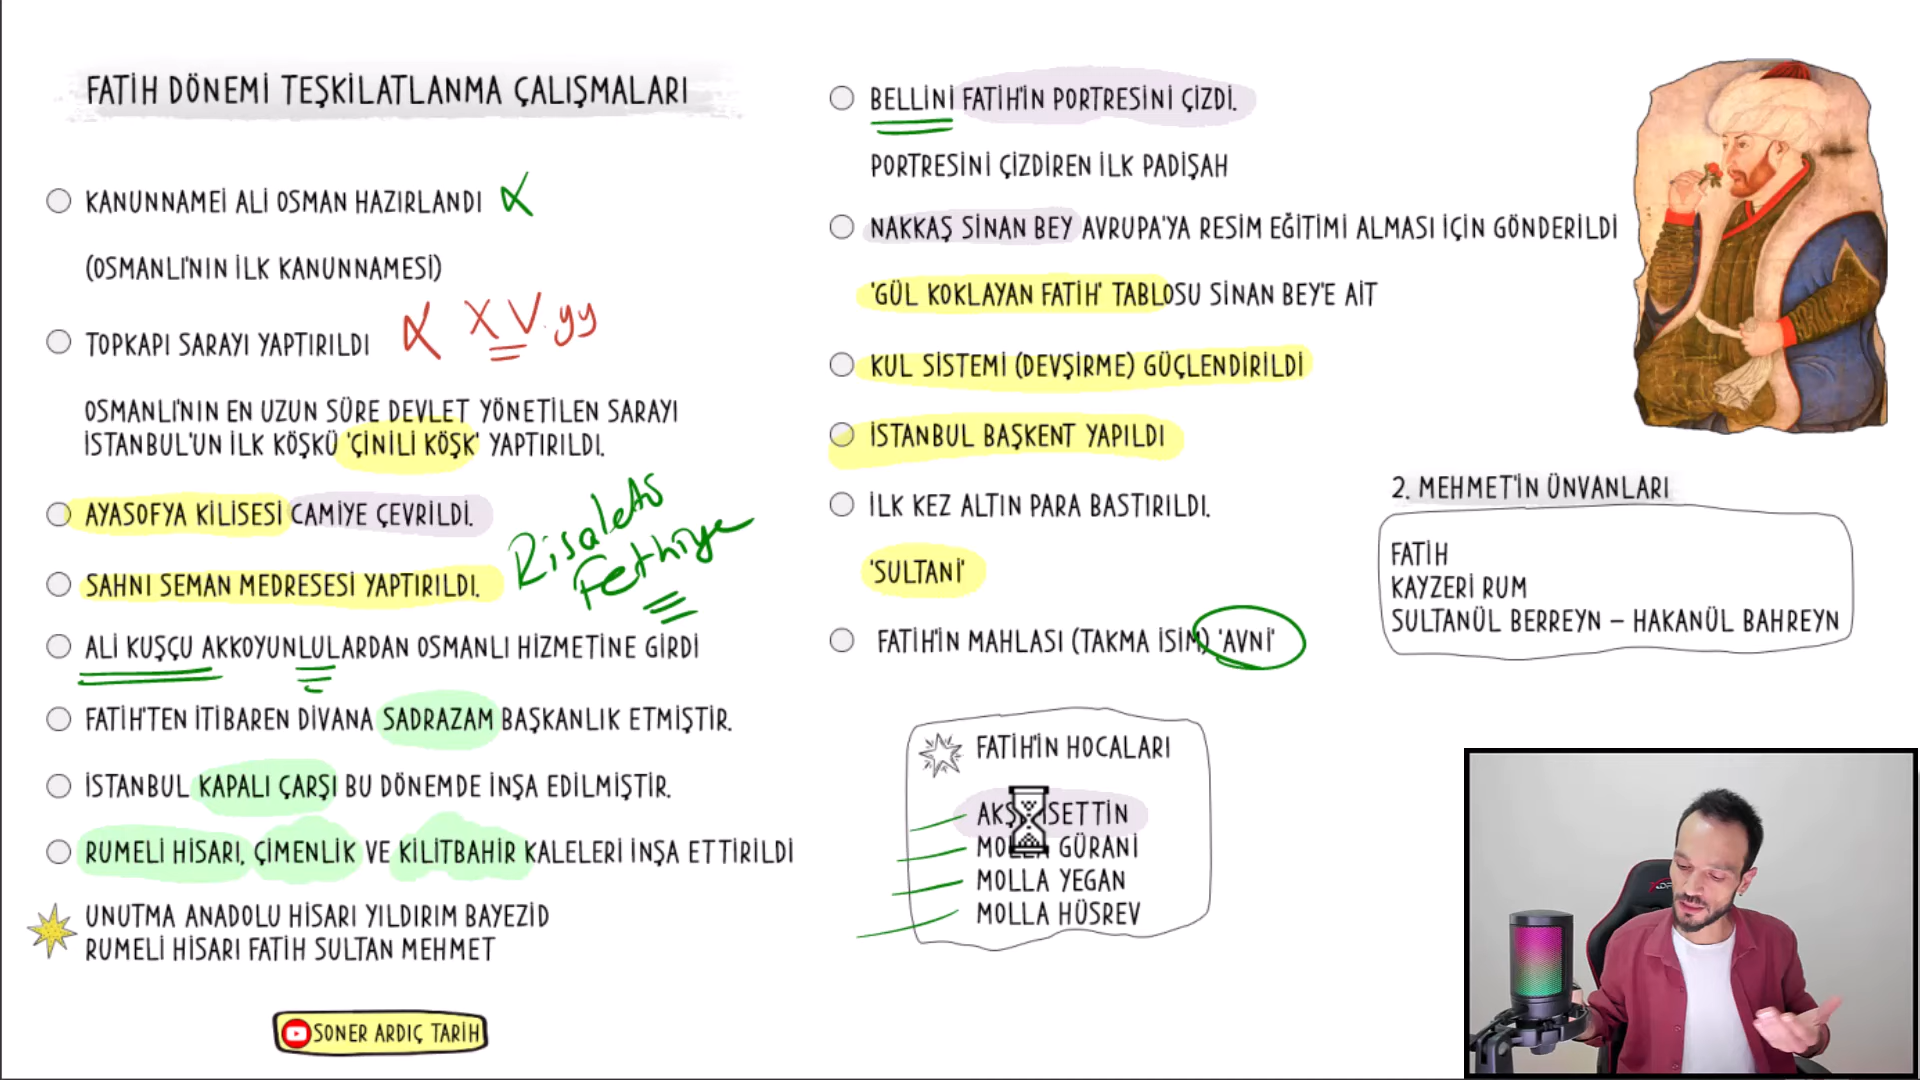 FATİH DÖNEMİ TEŞKİLATLANMA ÇALIŞMALARI
KANUNNAMEİ ALİ OSMAN HAZIRLANDI
(OSMANLI'NIN İLK KANUNNAMESİ)
TOPKAPI SARAYI YAPTIRILDI
XV.yy
OSMANLI'NIN EN UZUN SÜRE DEVLET YÖNETİLEN SARAYI
İSTANBUL'UN İLK KÖŞKÜ 'ÇİNİLİ KÖŞK' YAPTIRILDI.
AYASOFYA KİLİSESİ CAMİYE ÇEVRİLDİ.
SAHNI SEMAN MEDRESESİ YAPTIRILDI.
Fethiye
ALİ KUŞÇU AKKOYUNLULARDAN OSMANLI HİZMETİNE GİRDİ
FATİH'TEN İTİBAREN DİVANA SADRAZAM BAŞKANLIK ETMİŞTİR.
İSTANBUL KAPALI ÇARŞI BU DÖNEMDE İNŞA EDİLMİŞTİR.
RUMELİ HİSARI, ÇİMENLİK VE KİLİTBAHİR KALELERİ İNŞA ETTİRİLDİ
UNUTMA ANADOLU HİSARI YILDIRIM BAYEZİD
RUMELİ HİSARI FATİH SULTAN MEHMET
SONER ARDIÇ TARİH
BELLİNİ FATİH'İN PORTRESİNİ ÇİZDİ.
PORTRESİNİ ÇİZDİREN İLK PADİŞAH
NAKKAŞ SİNAN BEY AVRUPA'YA RESİM EĞİTİMİ ALMASI İÇİN GÖNDERİLDİ
'GÜL KOKLAYAN FATİH' TABLOSU SİNAN BEY'E AİT
KUL SİSTEMİ (DEVŞİRME) GÜÇLENDİRİLDİ
İSTANBUL BAŞKENT YAPILDI
İLK KEZ ALTIN PARA BASTIRILDI.
'SULTANİ'
FATİH'İN MAHLASI (TAKMA İSİM) 'AVNİ'
FATİH'İN HOCALARI
MOLLA GÜRANİ
MOLLA YEGAN
MOLLA HÜSREV
2. MEHMET'İN ÜNVANLARI
FATİH
KAYZERİ RUM
SULTANÜL BERREYN – HAKANÜL BAHREYN